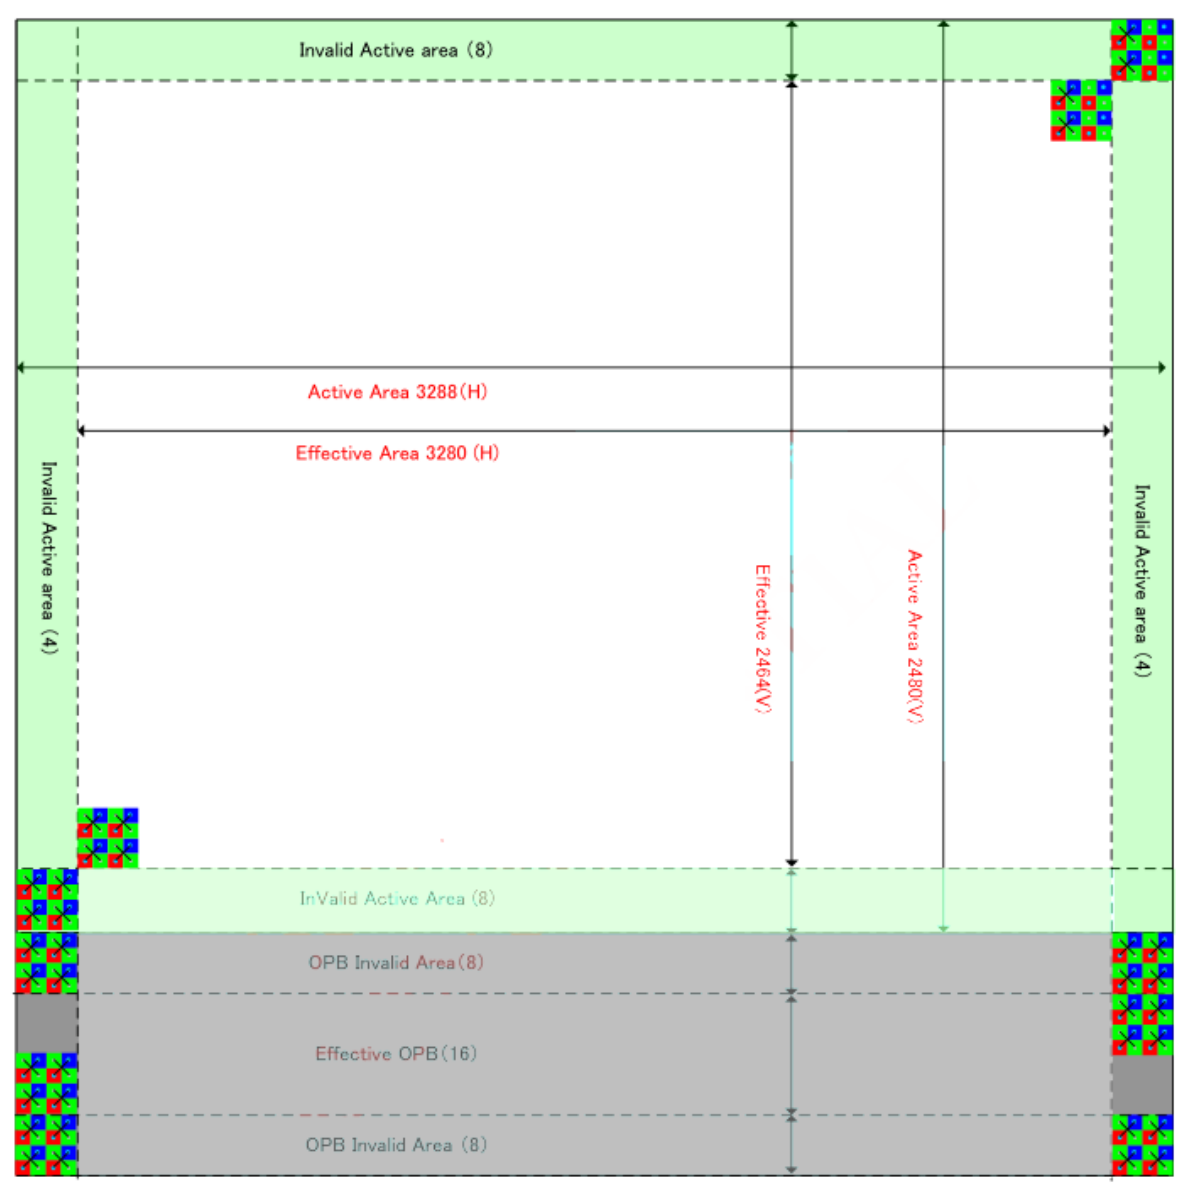 Invalid Active area (8)
Active Area 3288(H)
Effective Area 3280 (H)
Invalid Active area (4)
Effective 2464(V)
Active Area 2480(V)
Invalid Active area (4)
InValid Active Area (8)
OPB Invalid Area(8)
Effective OPB(16)
OPB Invalid Area (8)